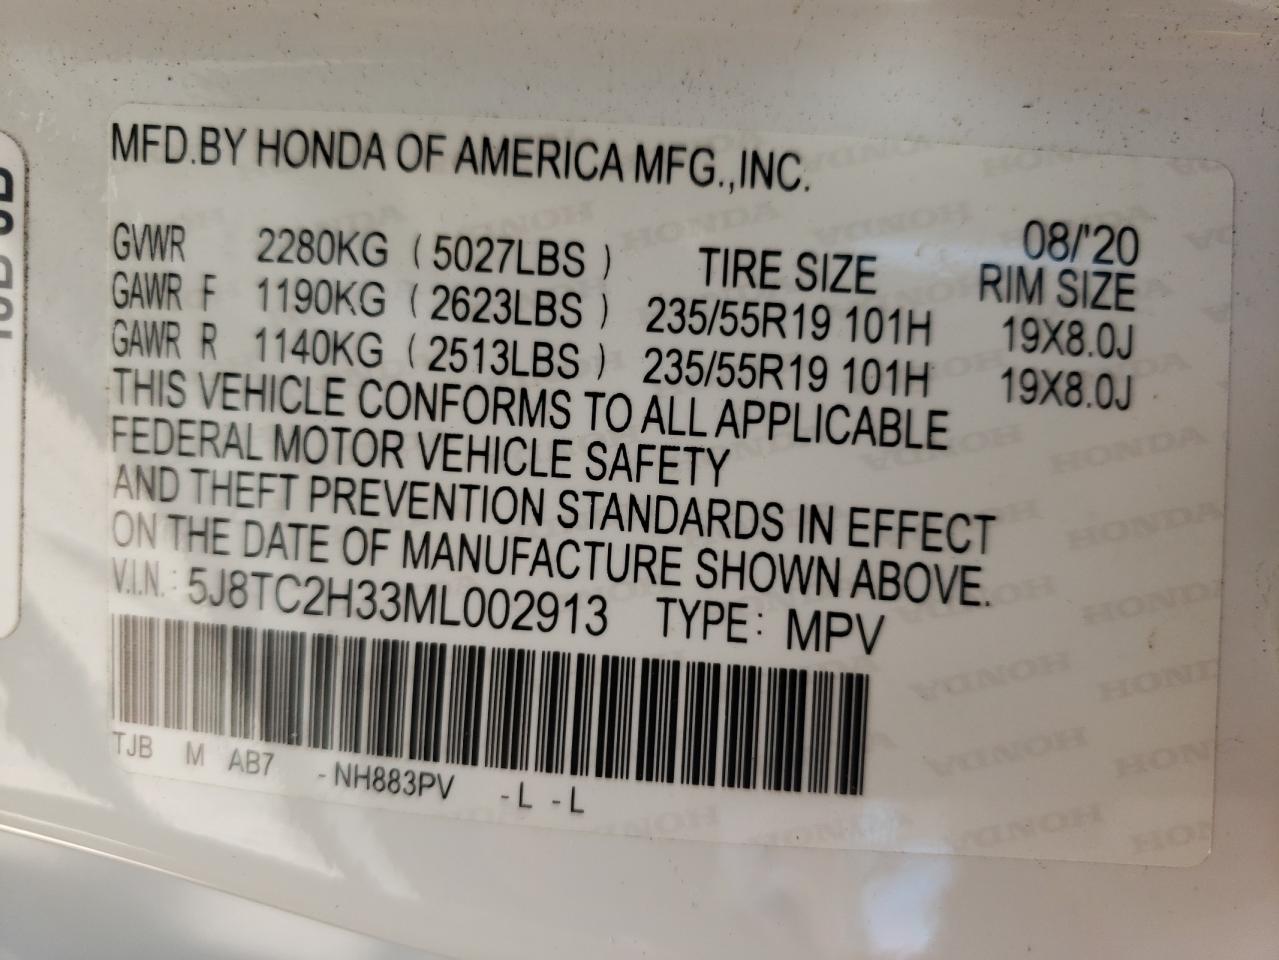 MFD.BY HONDA OF AMERICA MFG.,INC.
08/'20
GVWR 2280KG ( 5027LBS ) TIRE SIZE RIM SIZE
GAWR F 1190KG ( 2623LBS ) 235/55R19 101H 19X8.0J
GAWR R 1140KG ( 2513LBS ) 235/55R19 101H 19X8.0J
THIS VEHICLE CONFORMS TO ALL APPLICABLE
FEDERAL MOTOR VEHICLE SAFETY
AND THEFT PREVENTION STANDARDS IN EFFECT
ON THE DATE OF MANUFACTURE SHOWN ABOVE.
V.I.N.: 5J8TC2H33ML002913 TYPE: MPV
TJB M AB7 -NH883PV -L -L